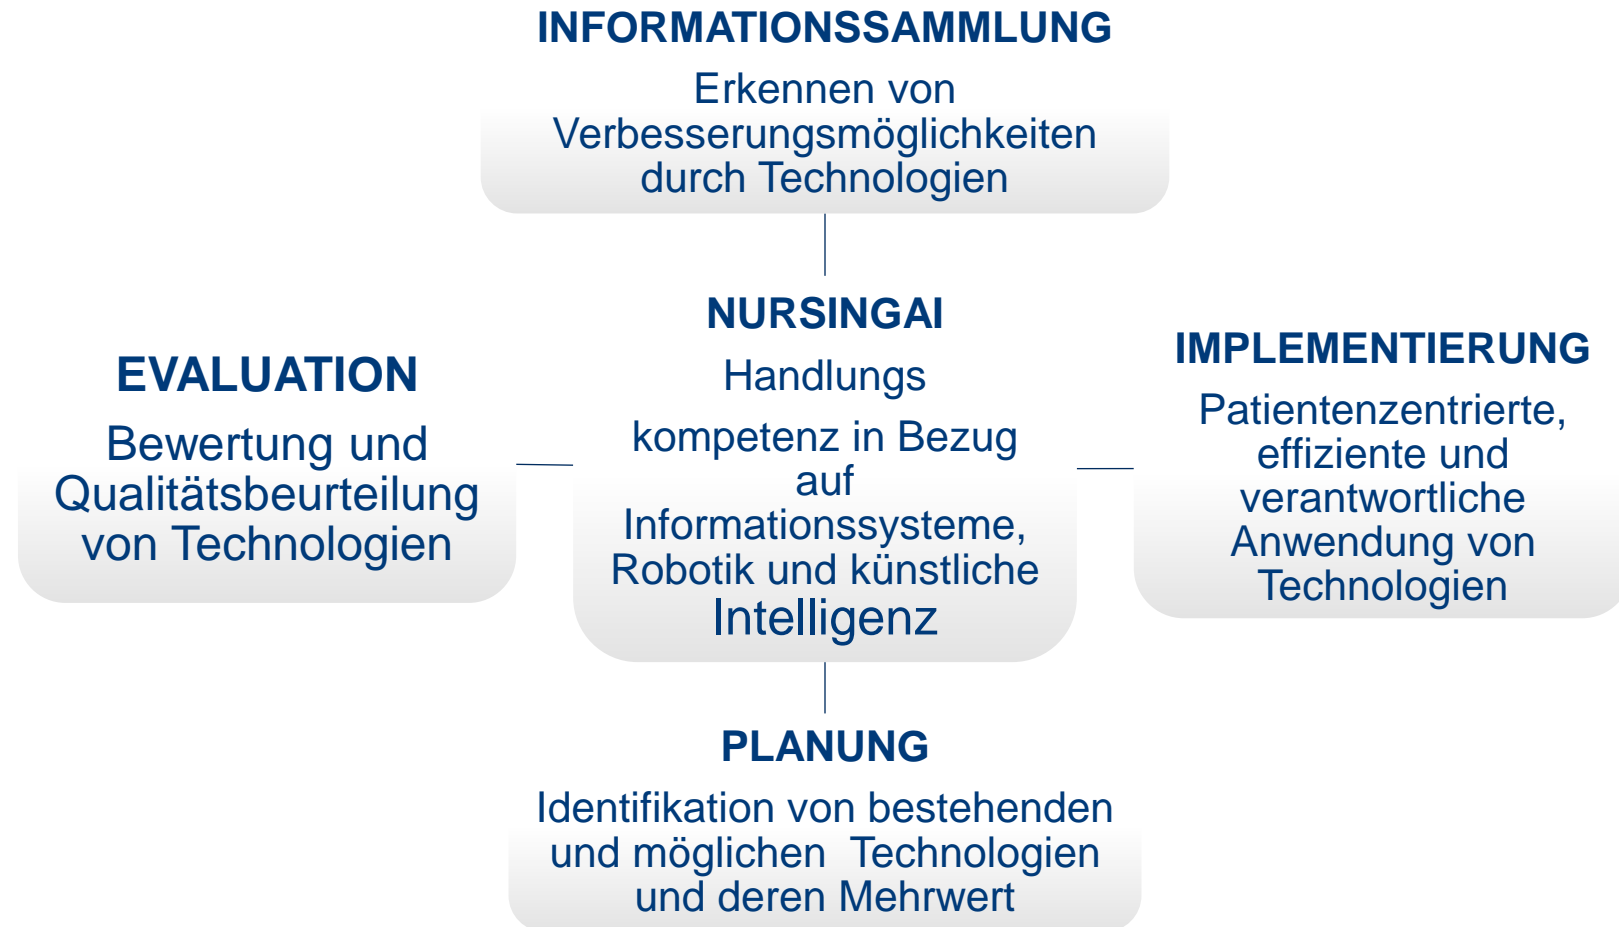 INFORMATIONSSAMMLUNG
Erkennen von
Verbesserungsmöglichkeiten
durch Technologien
NURSINGAI
Handlungs
kompetenz in Bezug
auf
Informationssysteme,
Robotik und künstliche
Intelligenz
EVALUATION
Bewertung und
Qualitätsbeurteilung
von Technologien
IMPLEMENTIERUNG
Patientenzentrierte,
effiziente und
verantwortliche
Anwendung von
Technologien
PLANUNG
Identifikation von bestehenden
und möglichen  Technologien
und deren Mehrwert